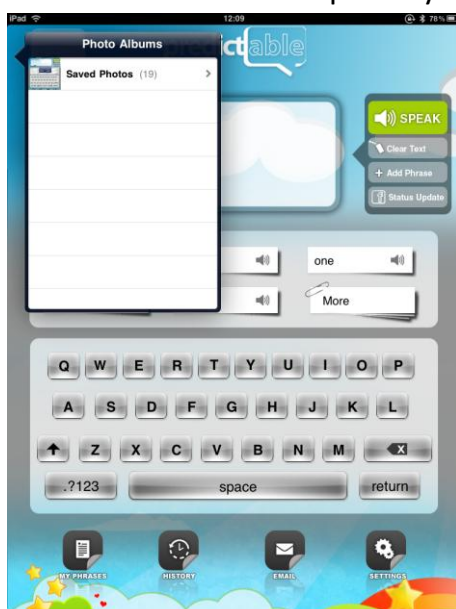 iPad 12:09 78%
Photo Albums
ictable
Saved Photos (19)
SPEAK
Clear Text
+ Add Phrase
Status Update
one
More
Q W E R T Y U I O P
A S D F G H J K L
Z X C V B N M
.?123 space return
MY PHRASES HISTORY EMAIL SETTINGS